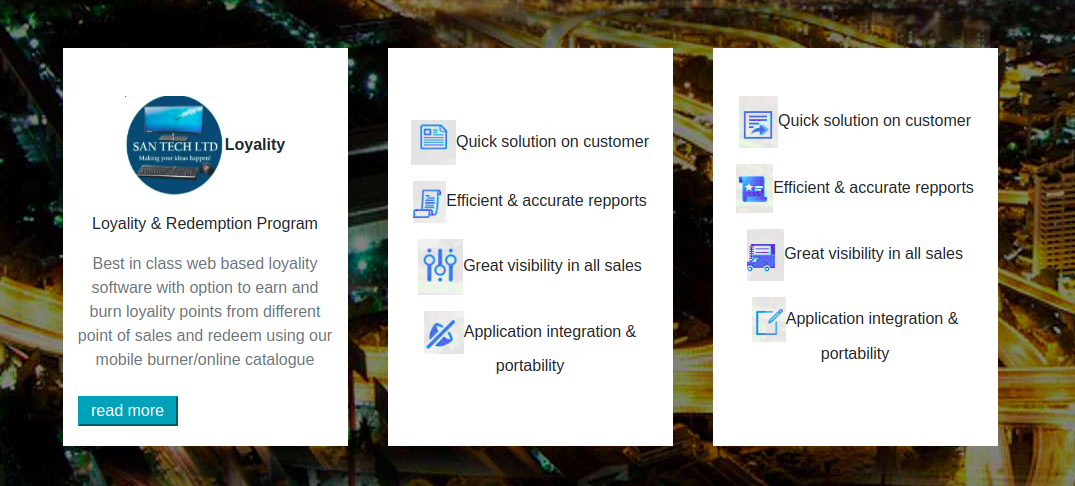 SAN TECH LTD
Making your ideas happen!
Loyality
Loyality & Redemption Program
Best in class web based loyality
software with option to earn and
burn loyality points from different
point of sales and redeem using our
mobile burner/online catalogue
read more
Quick solution on customer
Efficient & accurate repports
Great visibility in all sales
Application integration &
portability
Quick solution on customer
Efficient & accurate repports
Great visibility in all sales
Application integration &
portability